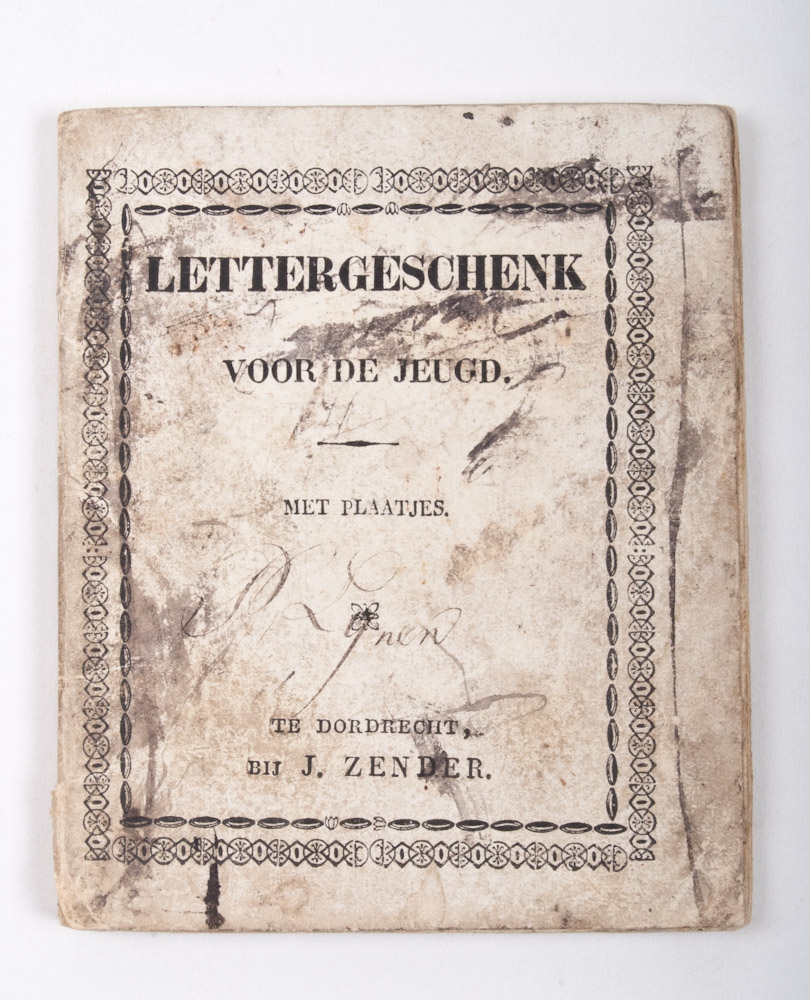 LETTERGESCHENK
VOOR DE JEUGD.
MET PLAATJES.
TE DORDRECHT,
BIJ J. ZENDER.